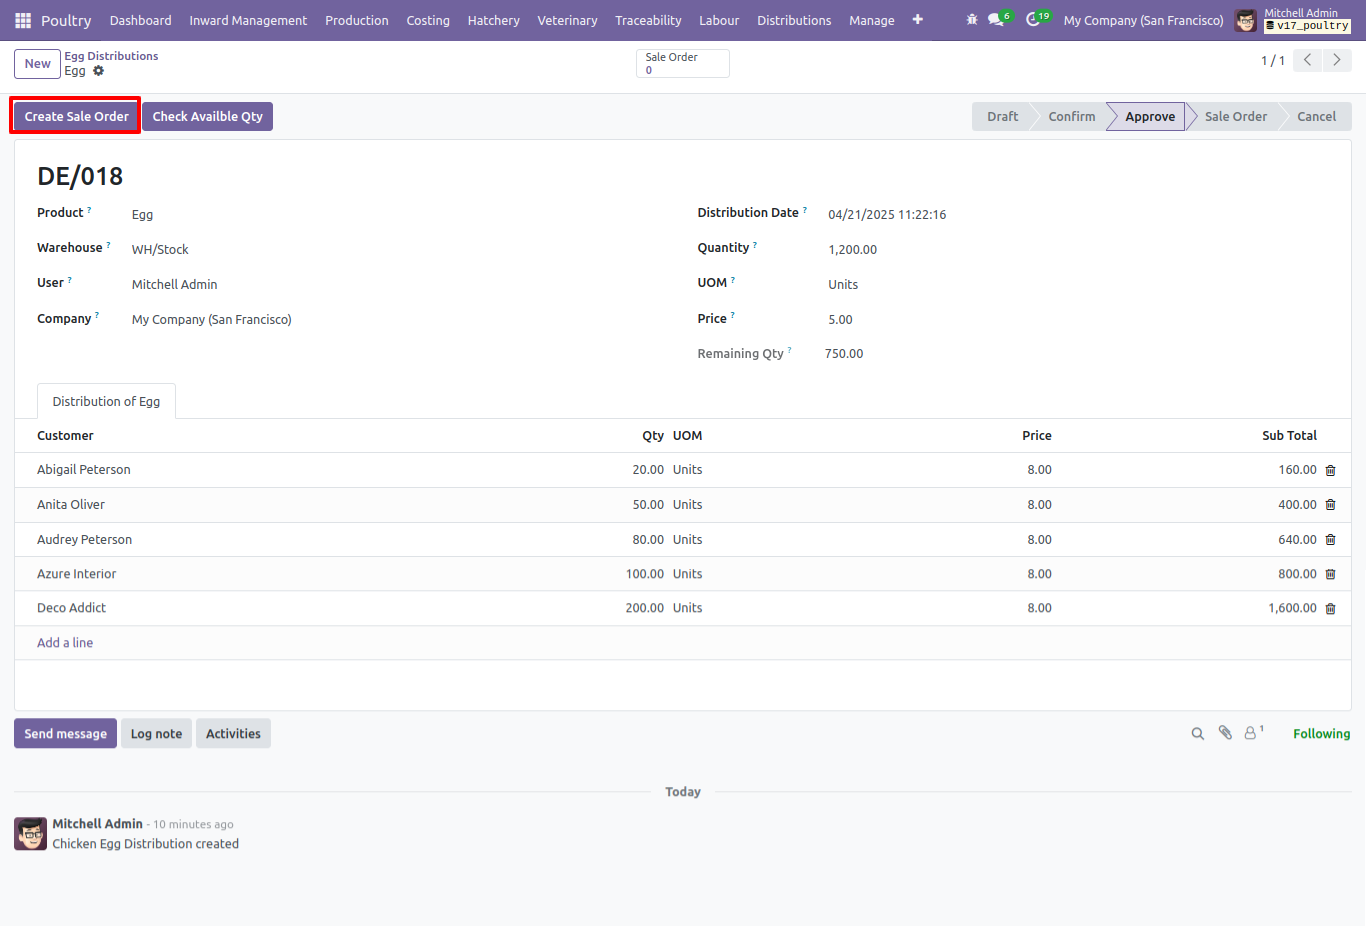 Poultry Dashboard Inward Management Production Costing Hatchery Veterinary Traceability Labour Distributions Manage + 6 19 My Company (San Francisco) Mitchell Admin
v17_poultry
New Egg Distributions
Egg
Sale Order
0
1 / 1
Create Sale Order Check Availble Qty Draft Confirm Approve Sale Order Cancel
DE/018
Product ? Egg Distribution Date ? 04/21/2025 11:22:16
Warehouse ? WH/Stock Quantity ? 1,200.00
User ? Mitchell Admin UOM ? Units
Company ? My Company (San Francisco) Price ? 5.00
Remaining Qty ? 750.00
Distribution of Egg
Customer Qty UOM Price Sub Total
Abigail Peterson 20.00 Units 8.00 160.00
Anita Oliver 50.00 Units 8.00 400.00
Audrey Peterson 80.00 Units 8.00 640.00
Azure Interior 100.00 Units 8.00 800.00
Deco Addict 200.00 Units 8.00 1,600.00
Add a line
Send message Log note Activities 1 Following
Today
Mitchell Admin - 10 minutes ago
Chicken Egg Distribution created